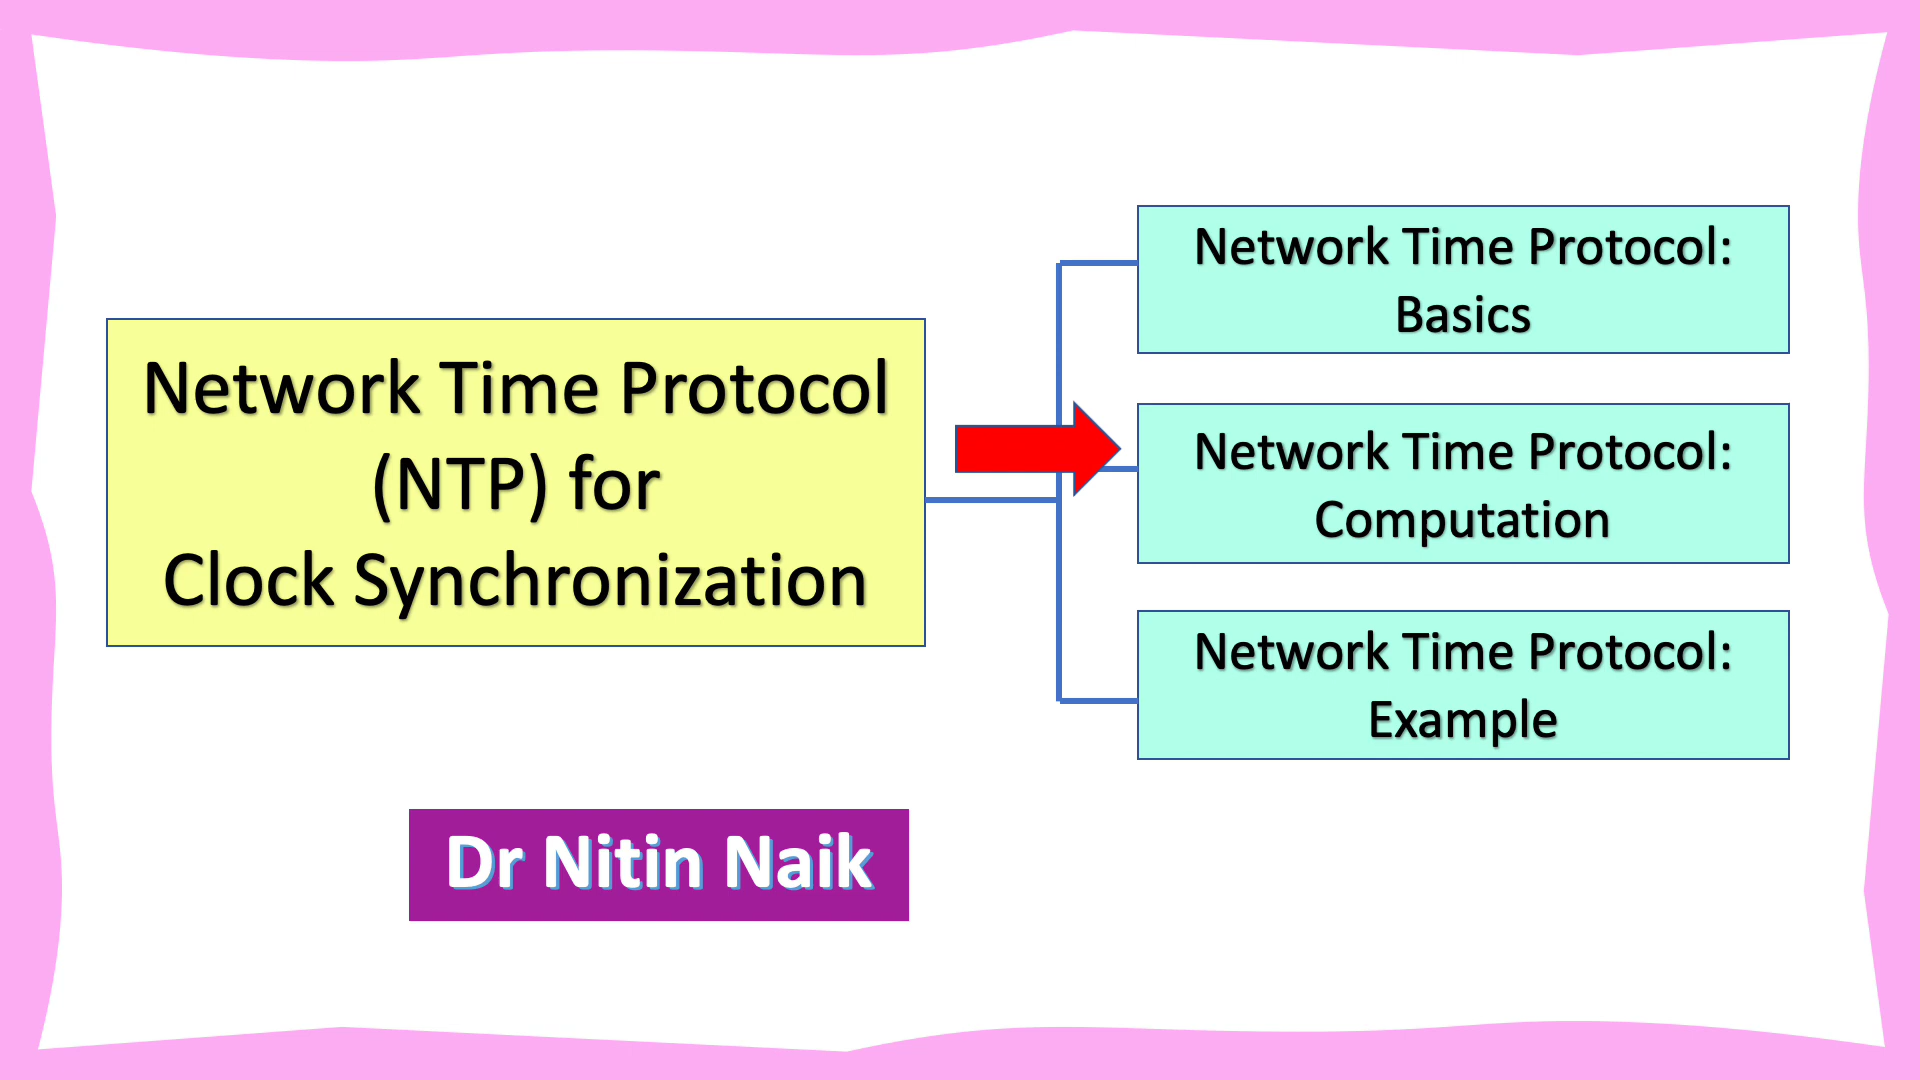 Network Time Protocol
(NTP) for
Clock Synchronization
Network Time Protocol:
Basics
Network Time Protocol:
Computation
Network Time Protocol:
Example
Dr Nitin Naik